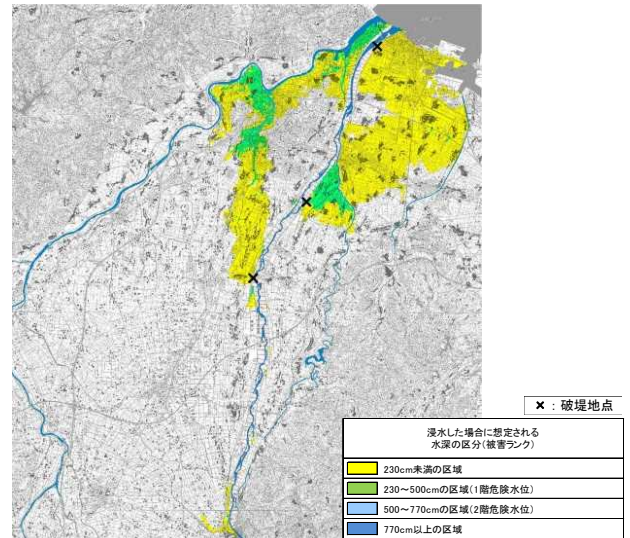 ×：破堤地点
浸水した場合に想定される
水深の区分(被害ランク)
230cm未満の区域
230～500cmの区域(1階危険水位)
500～770cmの区域(2階危険水位)
770cm以上の区域